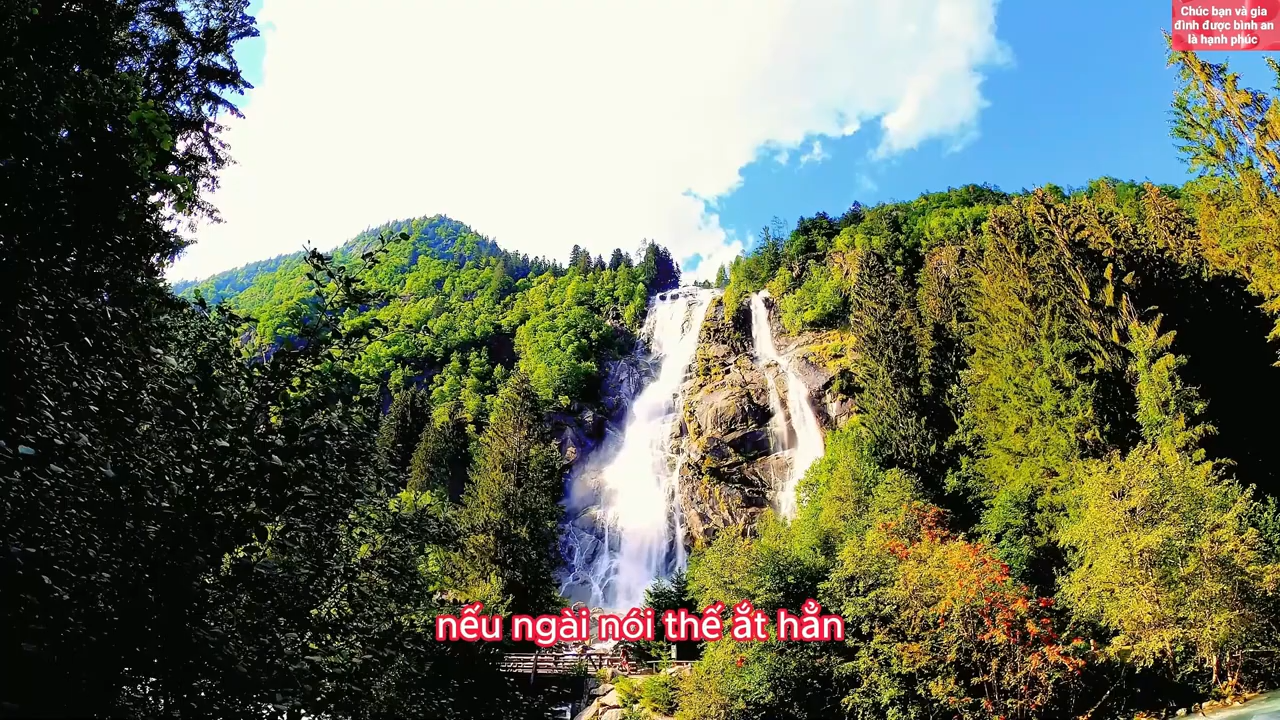 Chúc bạn và gia
đình được bình an
là hạnh phúc
nếu ngài nói thế ắt hẳn